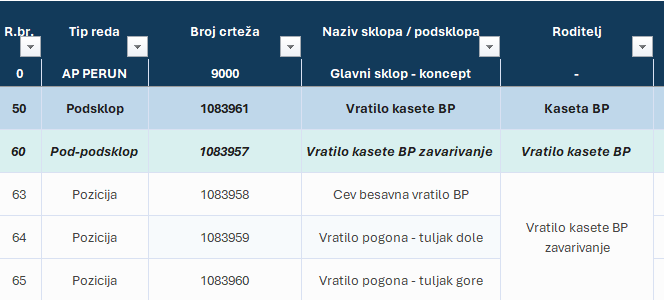 R.br. Tip reda Broj crteža Naziv sklopa / podsklopa Roditelj
0 AP PERUN 9000 Glavni sklop - koncept -
50 Podsklop 1083961 Vratilo kasete BP Kaseta BP
60 Pod-podsklop 1083957 Vratilo kasete BP zavarivanje Vratilo kasete BP
63 Pozicija 1083958 Cev besavna vratilo BP
64 Pozicija 1083959 Vratilo pogona - tuljak dole
Vratilo kasete BP
zavarivanje
65 Pozicija 1083960 Vratilo pogona - tuljak gore